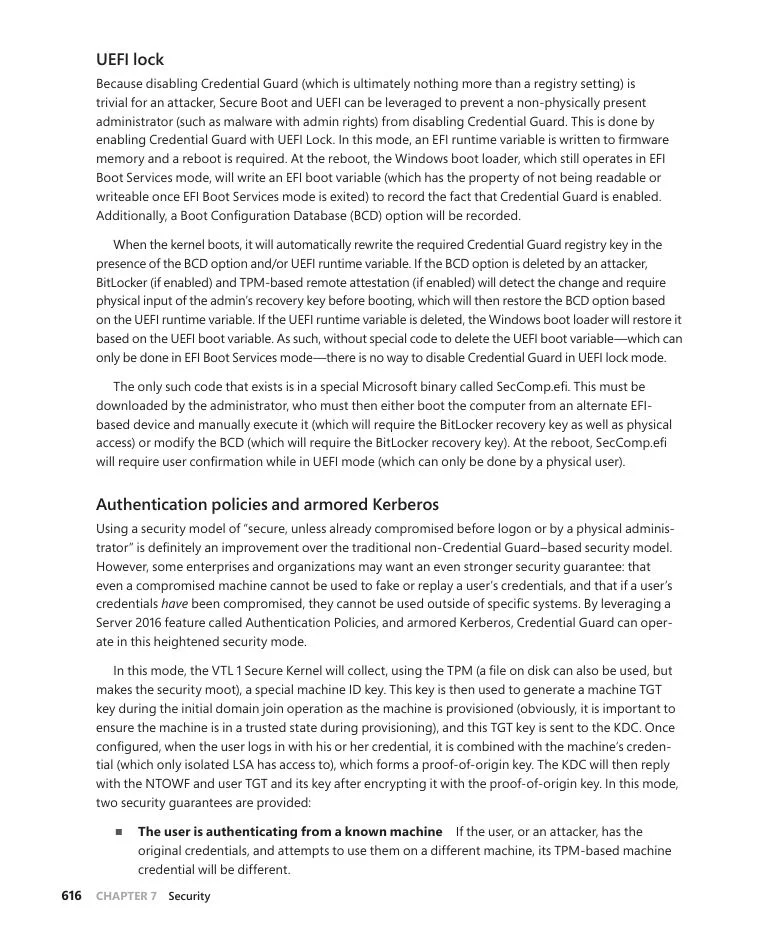 UEFI lock
Because disabling Credential Guard (which is ultimately nothing more than a registry setting) is
trivial for an attacker, Secure Boot and UEFI can be leveraged to prevent a non-physically present
administrator (such as malware with admin rights) from disabling Credential Guard. This is done by
enabling Credential Guard with UEFI Lock. In this mode, an EFI runtime variable is written to firmware
memory and a reboot is required. At the reboot, the Windows boot loader, which still operates in EFI
Boot Services mode, will write an EFI boot variable (which has the property of not being readable or
writeable once EFI Boot Services mode is exited) to record the fact that Credential Guard is enabled.
Additionally, a Boot Configuration Database (BCD) option will be recorded.
When the kernel boots, it will automatically rewrite the required Credential Guard registry key in the
presence of the BCD option and/or UEFI runtime variable. If the BCD option is deleted by an attacker,
BitLocker (if enabled) and TPM-based remote attestation (if enabled) will detect the change and require
physical input of the admin's recovery key before booting, which will then restore the BCD option based
on the UEFI runtime variable. If the UEFI runtime variable is deleted, the Windows boot loader will restore it
based on the UEFI boot variable. As such, without special code to delete the UEFI boot variable—which can
only be done in EFI Boot Services mode—there is no way to disable Credential Guard in UEFI lock mode.
The only such code that exists is in a special Microsoft binary called SecComp.efi. This must be
downloaded by the administrator, who must then either boot the computer from an alternate EFI-
based device and manually execute it (which will require the BitLocker recovery key as well as physical
access) or modify the BCD (which will require the BitLocker recovery key). At the reboot, SecComp.efi
will require user confirmation while in UEFI mode (which can only be done by a physical user).
Authentication policies and armored Kerberos
Using a security model of "secure, unless already compromised before logon or by a physical adminis-
trator" is definitely an improvement over the traditional non-Credential Guard–based security model.
However, some enterprises and organizations may want an even stronger security guarantee: that
even a compromised machine cannot be used to fake or replay a user's credentials, and that if a user's
credentials have been compromised, they cannot be used outside of specific systems. By leveraging a
Server 2016 feature called Authentication Policies, and armored Kerberos, Credential Guard can oper-
ate in this heightened security mode.
In this mode, the VTL 1 Secure Kernel will collect, using the TPM (a file on disk can also be used, but
makes the security moot), a special machine ID key. This key is then used to generate a machine TGT
key during the initial domain join operation as the machine is provisioned (obviously, it is important to
ensure the machine is in a trusted state during provisioning), and this TGT key is sent to the KDC. Once
configured, when the user logs in with his or her credential, it is combined with the machine's creden-
tial (which only isolated LSA has access to), which forms a proof-of-origin key. The KDC will then reply
with the NTOWF and user TGT and its key after encrypting it with the proof-of-origin key. In this mode,
two security guarantees are provided:
■ The user is authenticating from a known machine If the user, or an attacker, has the
original credentials, and attempts to use them on a different machine, its TPM-based machine
credential will be different.
616 CHAPTER 7 Security